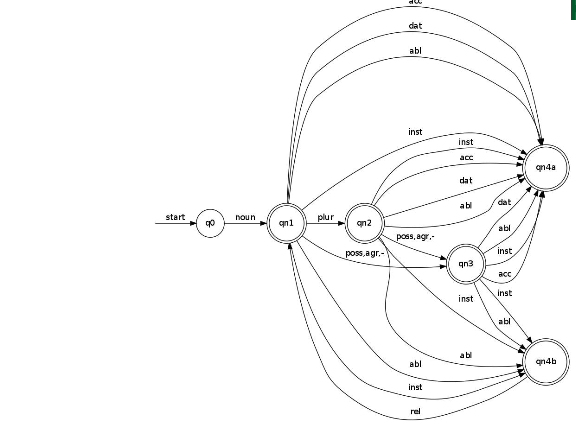 acc
dat
abl
inst
inst
acc
qn4a
dat
abl
dat
start
q0
noun
qn1
plur
qn2
poss,agr,-
abl
poss,agr,-
inst
qn3
acc
inst
inst
abl
abl
abl
qn4b
inst
rel